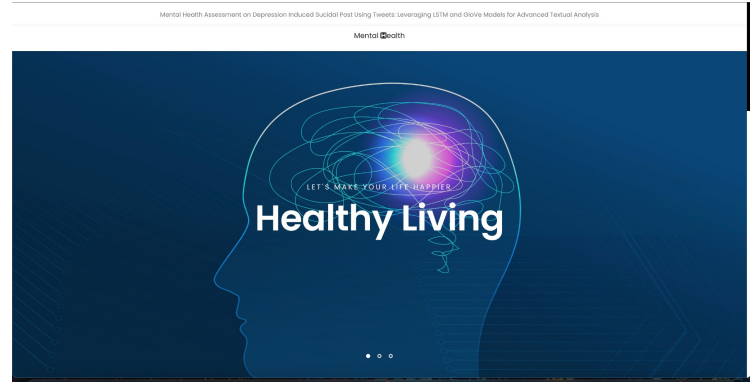 Mental Health Assessment on Depression Induced Sucidal Post Using Tweets: Leveraging LSTM and GloVe Models for Advanced Textual Analysis
Mental Health
LET'S MAKE YOUR LIFE HAPPIER
Healthy Living